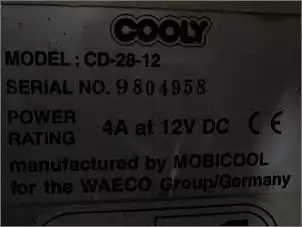 COOLY
MODEL : CD-28-12
SERIAL NO. 9804958
POWER RATING 4A at 12V DC CE
manufactured by MOBICOOL
for the WAECO Group/Germany